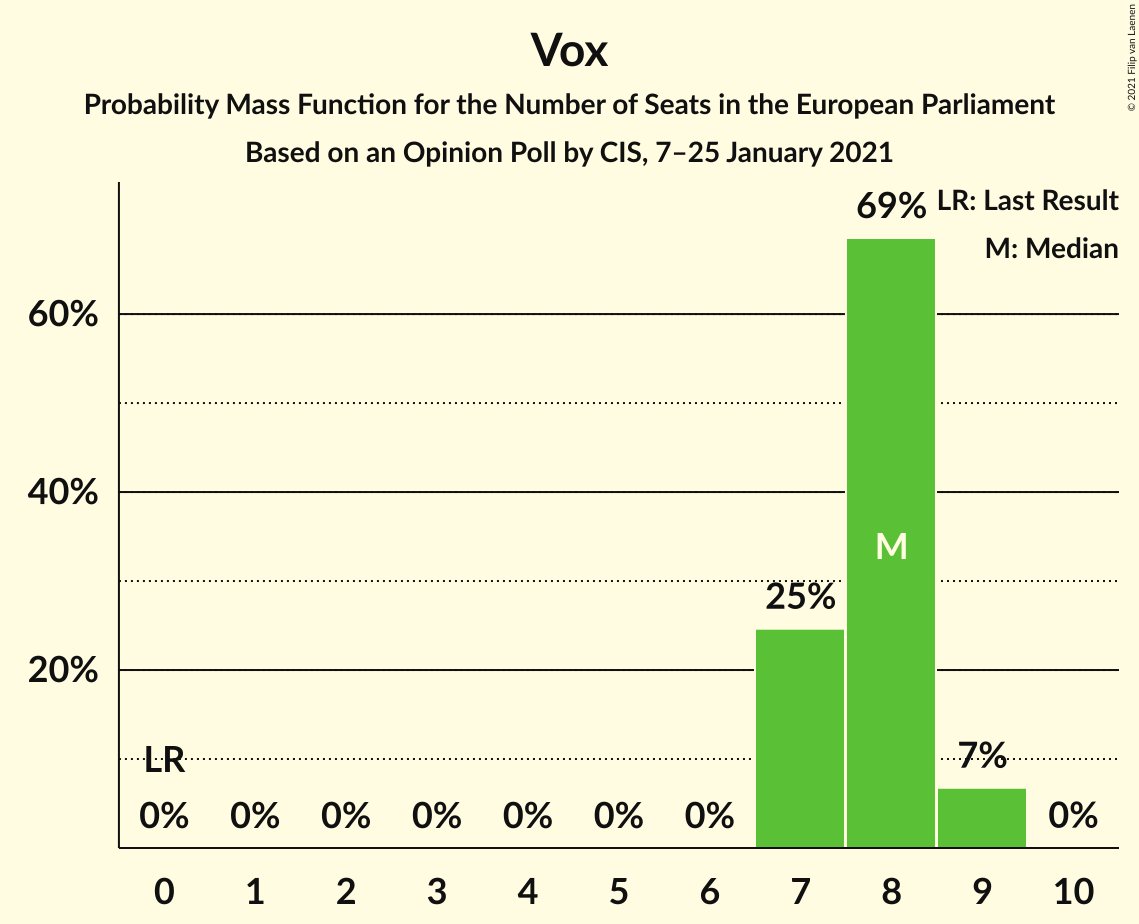 Vox
Probability Mass Function for the Number of Seats in the European Parliament
Based on an Opinion Poll by CIS, 7–25 January 2021
© 2021 Filip van Laenen
LR: Last Result
M: Median
69%
60%
40%
M
25%
20%
LR
7%
0% 0% 0% 0% 0% 0% 0% 0%
0 1 2 3 4 5 6 7 8 9 10